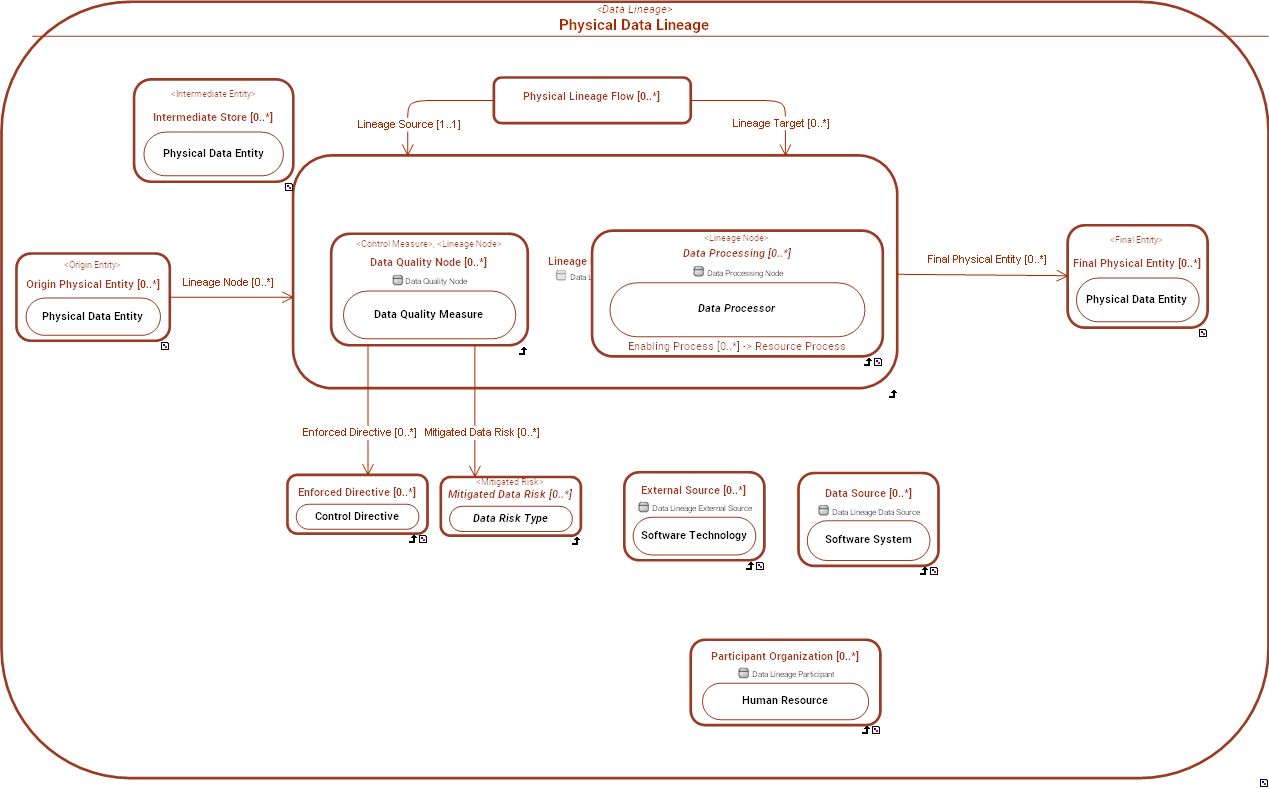 <Data Lineage>
Physical Data Lineage
<Intermediate Entity>
Intermediate Store [0..*]
Physical Data Entity
Physical Lineage Flow [0..*]
Lineage Source [1..1]
Lineage Target [0..*]
<Origin Entity>
Origin Physical Entity [0..*]
Physical Data Entity
Lineage Node [0..*]
<Control Measure>, <Lineage Node>
Data Quality Node [0..*]
Data Quality Node
Data Quality Measure
Lineage
Data L
<Lineage Node>
Data Processing [0..*]
Data Processing Node
Data Processor
Enabling Process [0..*] -> Resource Process
Final Physical Entity [0..*]
<Final Entity>
Final Physical Entity [0..*]
Physical Data Entity
Enforced Directive [0..*]
Mitigated Data Risk [0..*]
Enforced Directive [0..*]
Control Directive
<Mitigated Risk>
Mitigated Data Risk [0..*]
Data Risk Type
External Source [0..*]
Data Lineage External Source
Software Technology
Data Source [0..*]
Data Lineage Data Source
Software System
Participant Organization [0..*]
Data Lineage Participant
Human Resource